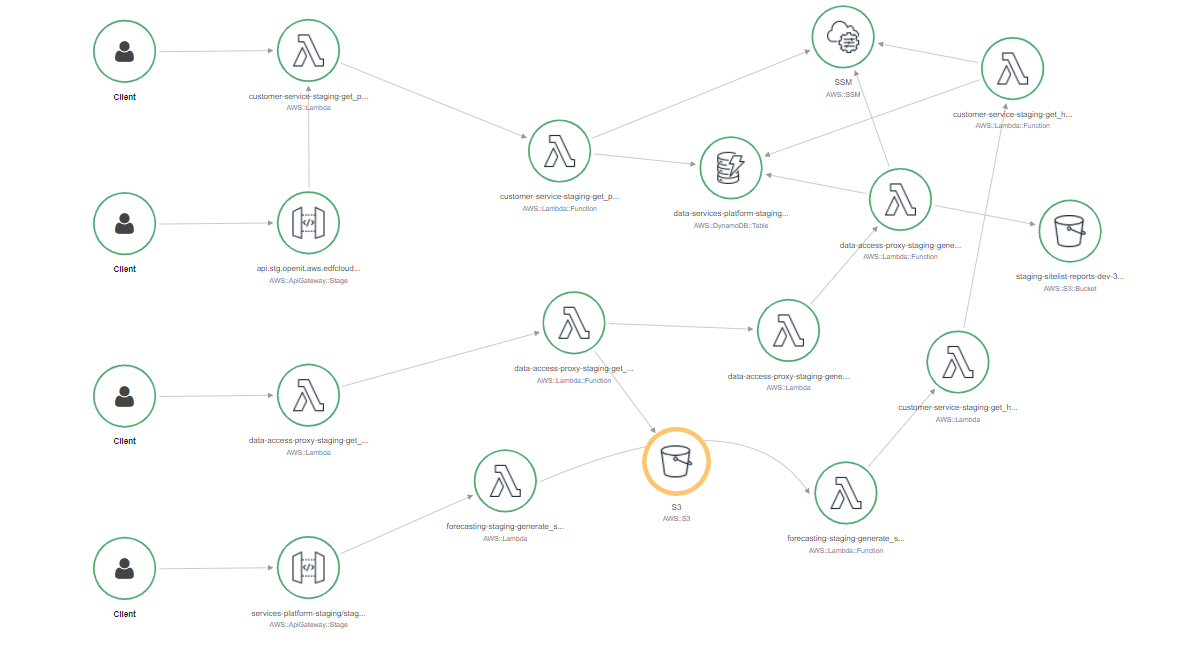 Client
customer-service-staging-get_p...
AWS::Lambda
SSM
AWS::SSM
customer-service-staging-get_h...
AWS::Lambda::Function
customer-service-staging-get_p...
AWS::Lambda::Function
data-services-platform-staging...
AWS::DynamoDB::Table
data-access-proxy-staging-gene...
AWS::Lambda::Function
Client
api.stg.openit.aws.edfcloud...
AWS::ApiGateway::Stage
staging-sitelist-reports-dev-3...
AWS::S3::Bucket
data-access-proxy-staging-get_...
AWS::Lambda::Function
data-access-proxy-staging-gene...
AWS::Lambda
customer-service-staging-get_h...
AWS::Lambda
Client
data-access-proxy-staging-get_...
AWS::Lambda
S3
AWS::S3
forecasting-staging-generate_s...
AWS::Lambda
forecasting-staging-generate_s...
AWS::Lambda::Function
Client
services-platform-staging/stag...
AWS::ApiGateway::Stage